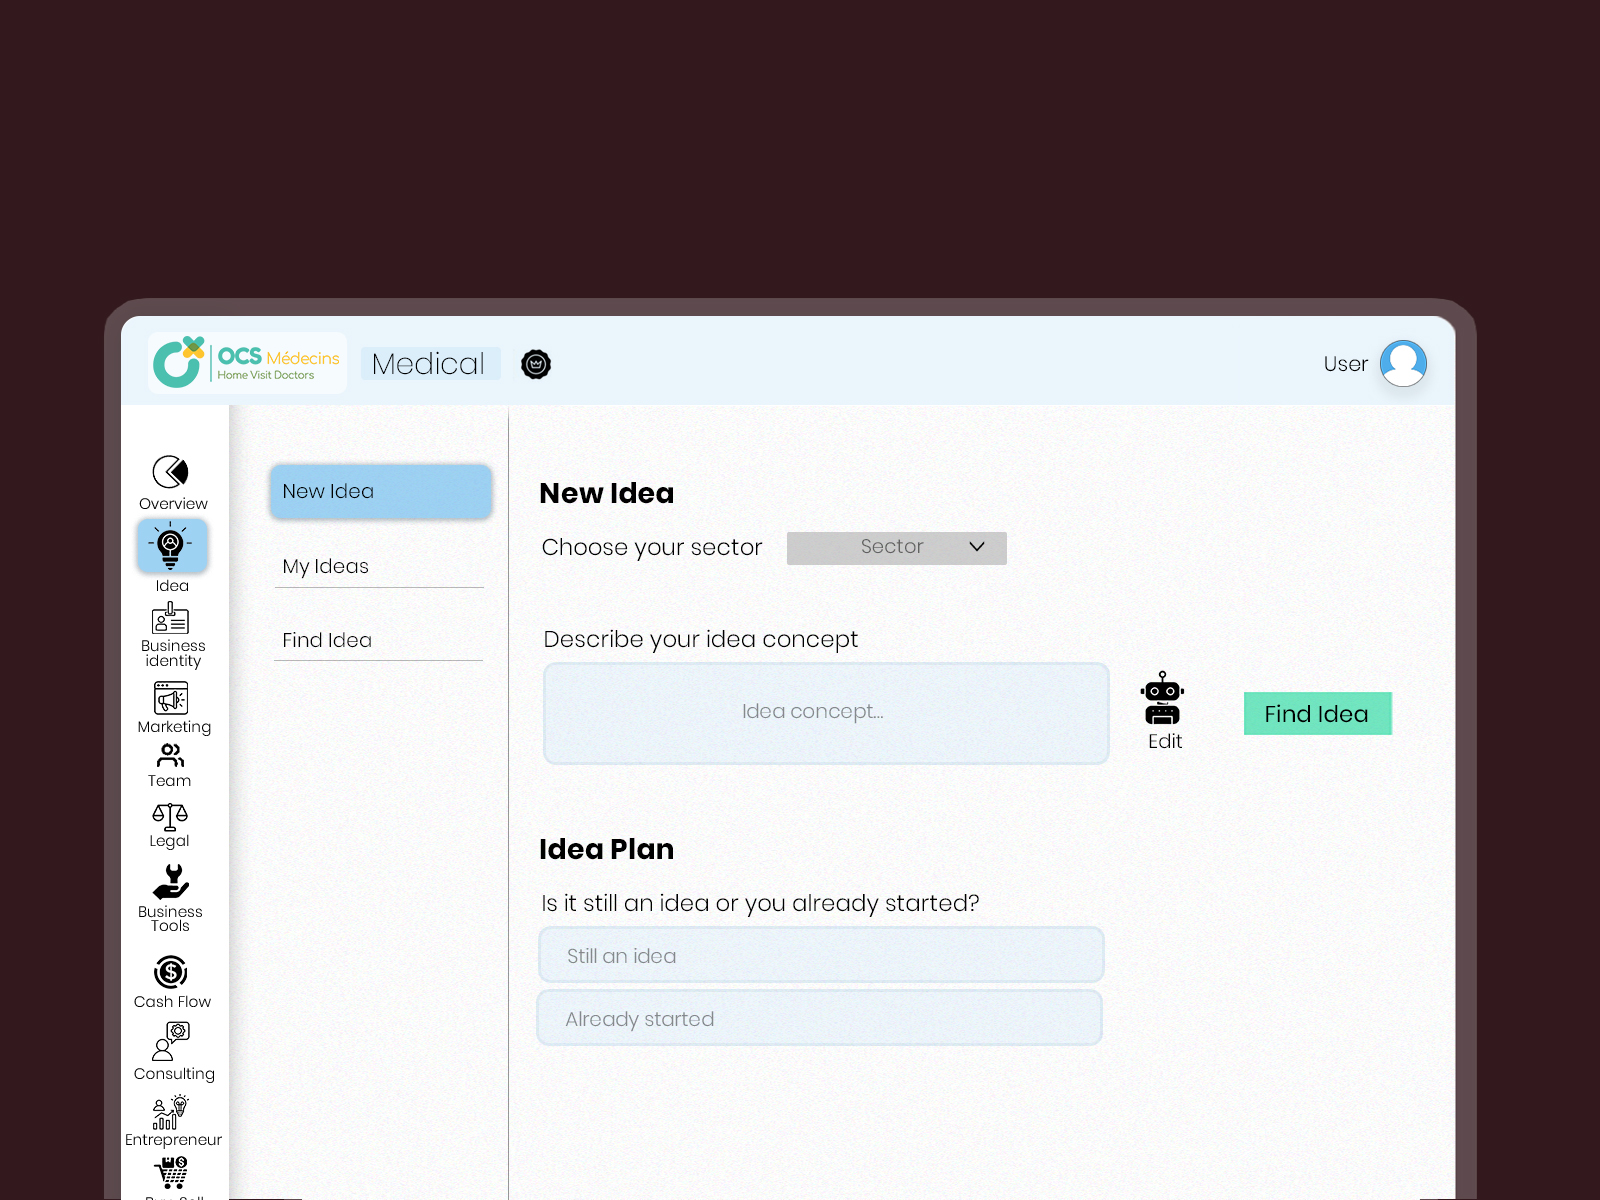 OCS Médecins
Home Visit Doctors
Medical
User
Overview
Idea
Business
identity
Marketing
Team
Legal
Business
Tools
Cash Flow
Consulting
Entrepreneur
New Idea
My Ideas
Find Idea
New Idea
Choose your sector
Sector
Describe your idea concept
Idea concept...
Edit
Find Idea
Idea Plan
Is it still an idea or you already started?
Still an idea
Already started